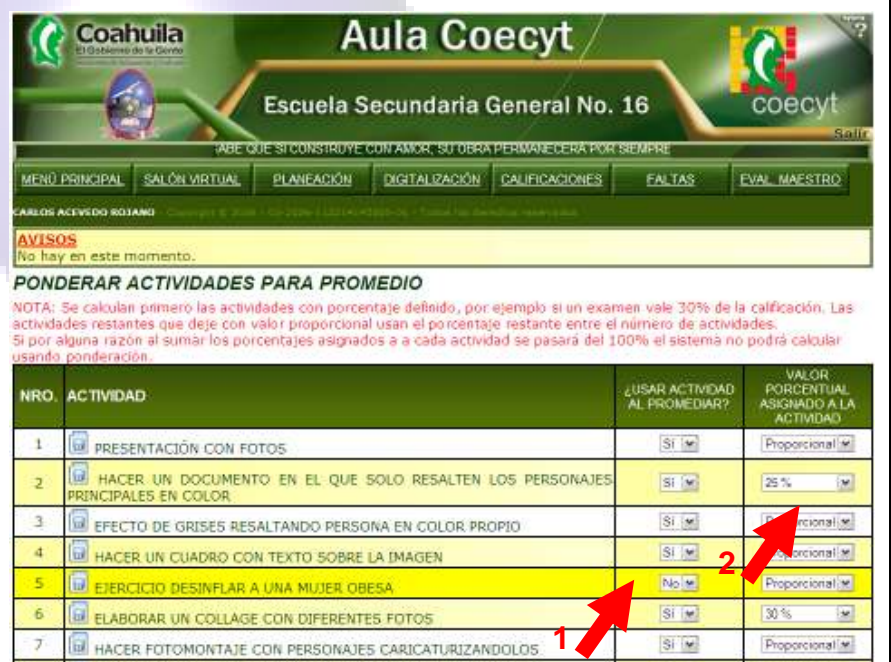 Coahuila
El Gobierno de la Gente
Aula Coecyt
Escuela Secundaria General No. 16
coecyt
?
Salir
ABE QUE SI CONSTRUYE CON AMOR, SU OBRA PERMANECERÁ POR SIEMPRE
MENÚ PRINCIPAL SALÓN VIRTUAL PLANEACIÓN DIGITALIZACIÓN CALIFICACIONES FALTAS EVAL. MAESTRO
CARLOS ACEVEDO ROJANO
AVISOS
No hay en este momento.
PONDERAR ACTIVIDADES PARA PROMEDIO
NOTA: Se calculan primero las actividades con porcentaje definido, por ejemplo si un examen vale 30% de la calificación. Las
actividades restantes que deje con valor proporcional usan el porcentaje restante entre el número de actividades.
Si por alguna razón al sumar los porcentajes asignados a a cada actividad se pasará del 100% el sistema no podrá calcular
usando ponderación.
NRO. ACTIVIDAD ¿USAR ACTIVIDAD AL PROMEDIAR? VALOR PORCENTUAL ASIGNADO A LA ACTIVIDAD
1 PRESENTACIÓN CON FOTOS Sí Proporcional
2 HACER UN DOCUMENTO EN EL QUE SOLO RESALTEN LOS PERSONAJES
PRINCIPALES EN COLOR Sí 25 %
3 EFECTO DE GRISES RESALTANDO PERSONA EN COLOR PROPIO Sí
4 HACER UN CUADRO CON TEXTO SOBRE LA IMAGEN Sí
2
5 EJERCICIO DESINFLAR A UNA MUJER OBESA No Proporcional
6 ELABORAR UN COLLAGE CON DIFERENTES FOTOS Sí 30 %
1
7 HACER FOTOMONTAJE CON PERSONAJES CARICATURIZANDOLOS Sí Proporcional